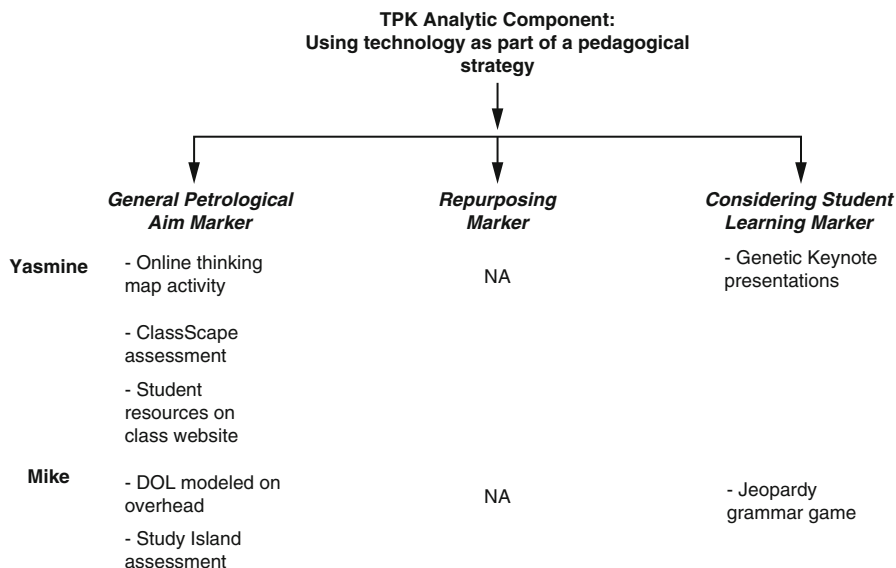 TPK Analytic Component:
Using technology as part of a pedagogical
strategy
General Petrological
Aim Marker
Repurposing
Marker
Considering Student
Learning Marker
Yasmine
- Online thinking
map activity
NA
- Genetic Keynote
presentations
- ClassScape
assessment
- Student
resources on
class website
Mike
- DOL modeled on
overhead
NA
- Jeopardy
grammar game
- Study Island
assessment